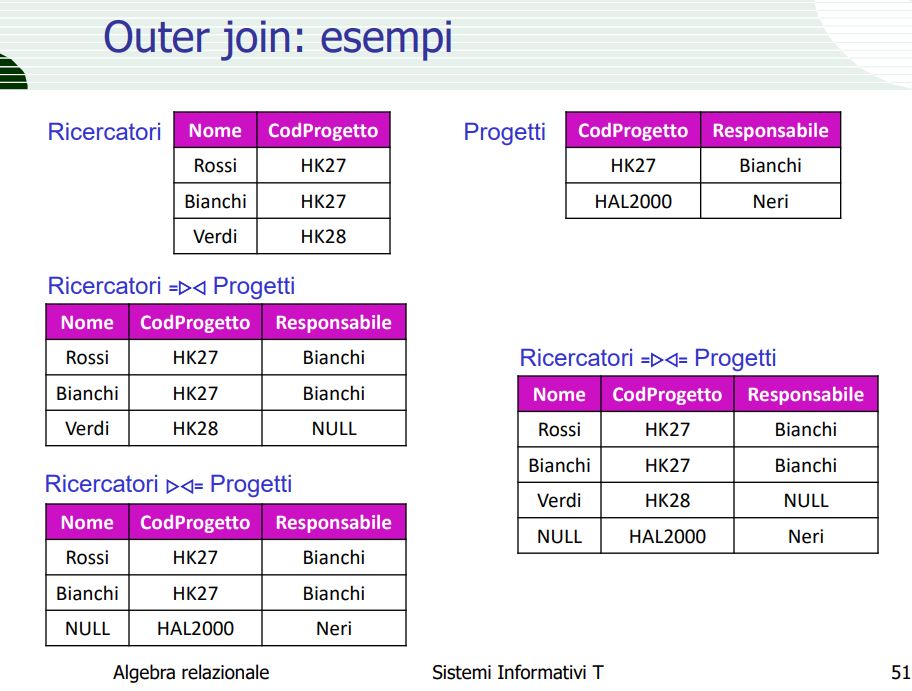 Outer join: esempi
Ricercatori
Nome CodProgetto
Rossi HK27
Bianchi HK27
Verdi HK28
Progetti
CodProgetto Responsabile
HK27 Bianchi
HAL2000 Neri
Ricercatori =▷◁ Progetti
Nome CodProgetto Responsabile
Rossi HK27 Bianchi
Bianchi HK27 Bianchi
Verdi HK28 NULL
Ricercatori ▷◁= Progetti
Nome CodProgetto Responsabile
Rossi HK27 Bianchi
Bianchi HK27 Bianchi
NULL HAL2000 Neri
Ricercatori =▷◁= Progetti
Nome CodProgetto Responsabile
Rossi HK27 Bianchi
Bianchi HK27 Bianchi
Verdi HK28 NULL
NULL HAL2000 Neri
Algebra relazionale Sistemi Informativi T 51